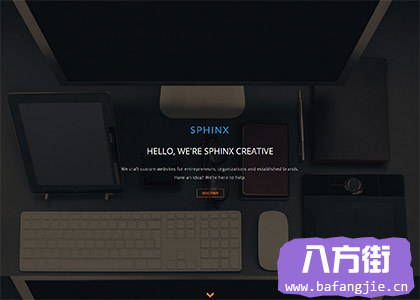 SPHINX
HELLO, WE'RE SPHINX CREATIVE
We craft custom websites for entrepreneurs, organizations and established brands.
Have an idea? We're here to help.
八方街
www.bafangjie.cn